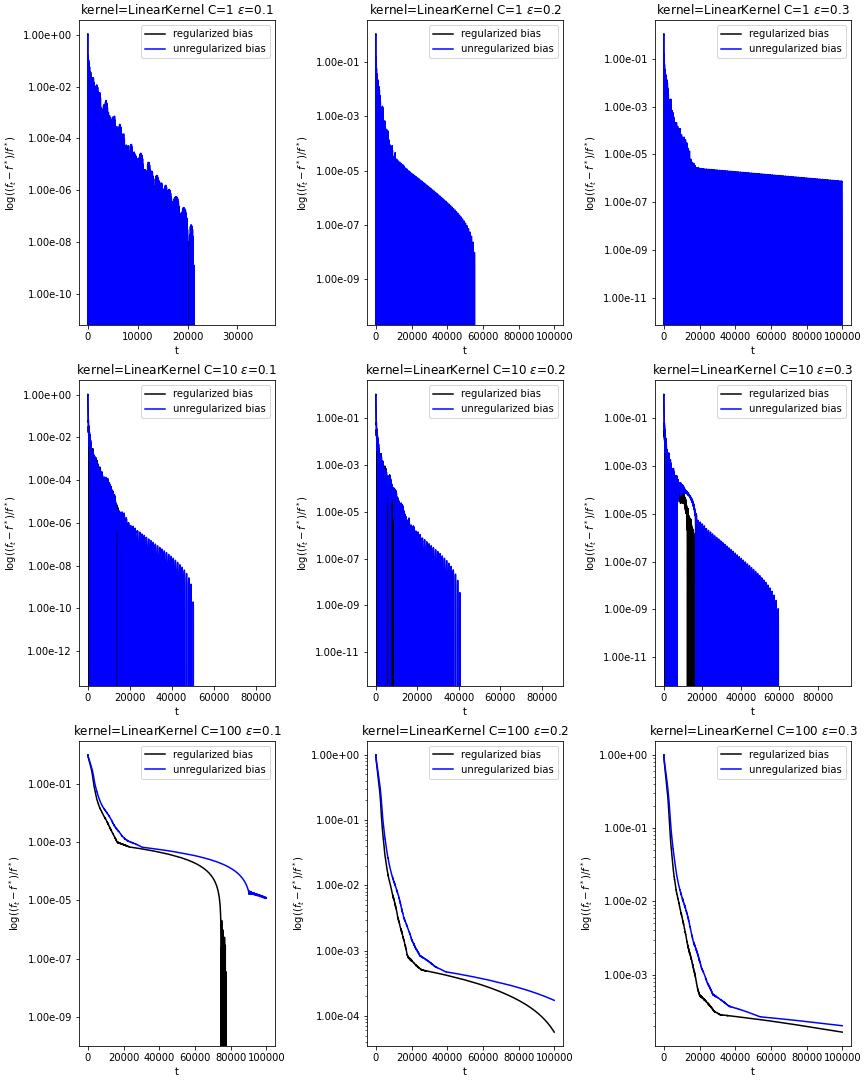 kernel=LinearKernel C=1 ε=0.1
kernel=LinearKernel C=1 ε=0.2
kernel=LinearKernel C=1 ε=0.3
regularized bias
unregularized bias
regularized bias
unregularized bias
regularized bias
unregularized bias
1.00e+00
1.00e-02
1.00e-04
1.00e-06
1.00e-08
1.00e-10
log((f_t − f*)/f*)
0 10000 20000 30000
t
1.00e-01
1.00e-03
1.00e-05
1.00e-07
1.00e-09
log((f_t − f*)/f*)
0 20000 40000 60000 80000 100000
t
1.00e-01
1.00e-03
1.00e-05
1.00e-07
1.00e-09
1.00e-11
log((f_t − f*)/f*)
0 20000 40000 60000 80000 100000
t
kernel=LinearKernel C=10 ε=0.1
kernel=LinearKernel C=10 ε=0.2
kernel=LinearKernel C=10 ε=0.3
regularized bias
unregularized bias
regularized bias
unregularized bias
regularized bias
unregularized bias
1.00e+00
1.00e-02
1.00e-04
1.00e-06
1.00e-08
1.00e-10
1.00e-12
log((f_t − f*)/f*)
0 20000 40000 60000 80000
t
1.00e-01
1.00e-03
1.00e-05
1.00e-07
1.00e-09
1.00e-11
log((f_t − f*)/f*)
0 20000 40000 60000 80000
t
1.00e-01
1.00e-03
1.00e-05
1.00e-07
1.00e-09
1.00e-11
log((f_t − f*)/f*)
0 20000 40000 60000 80000
t
kernel=LinearKernel C=100 ε=0.1
kernel=LinearKernel C=100 ε=0.2
kernel=LinearKernel C=100 ε=0.3
regularized bias
unregularized bias
regularized bias
unregularized bias
regularized bias
unregularized bias
1.00e-01
1.00e-03
1.00e-05
1.00e-07
1.00e-09
log((f_t − f*)/f*)
0 20000 40000 60000 80000 100000
t
1.00e+00
1.00e-01
1.00e-02
1.00e-03
1.00e-04
log((f_t − f*)/f*)
0 20000 40000 60000 80000 100000
t
1.00e+00
1.00e-01
1.00e-02
1.00e-03
log((f_t − f*)/f*)
0 20000 40000 60000 80000 100000
t